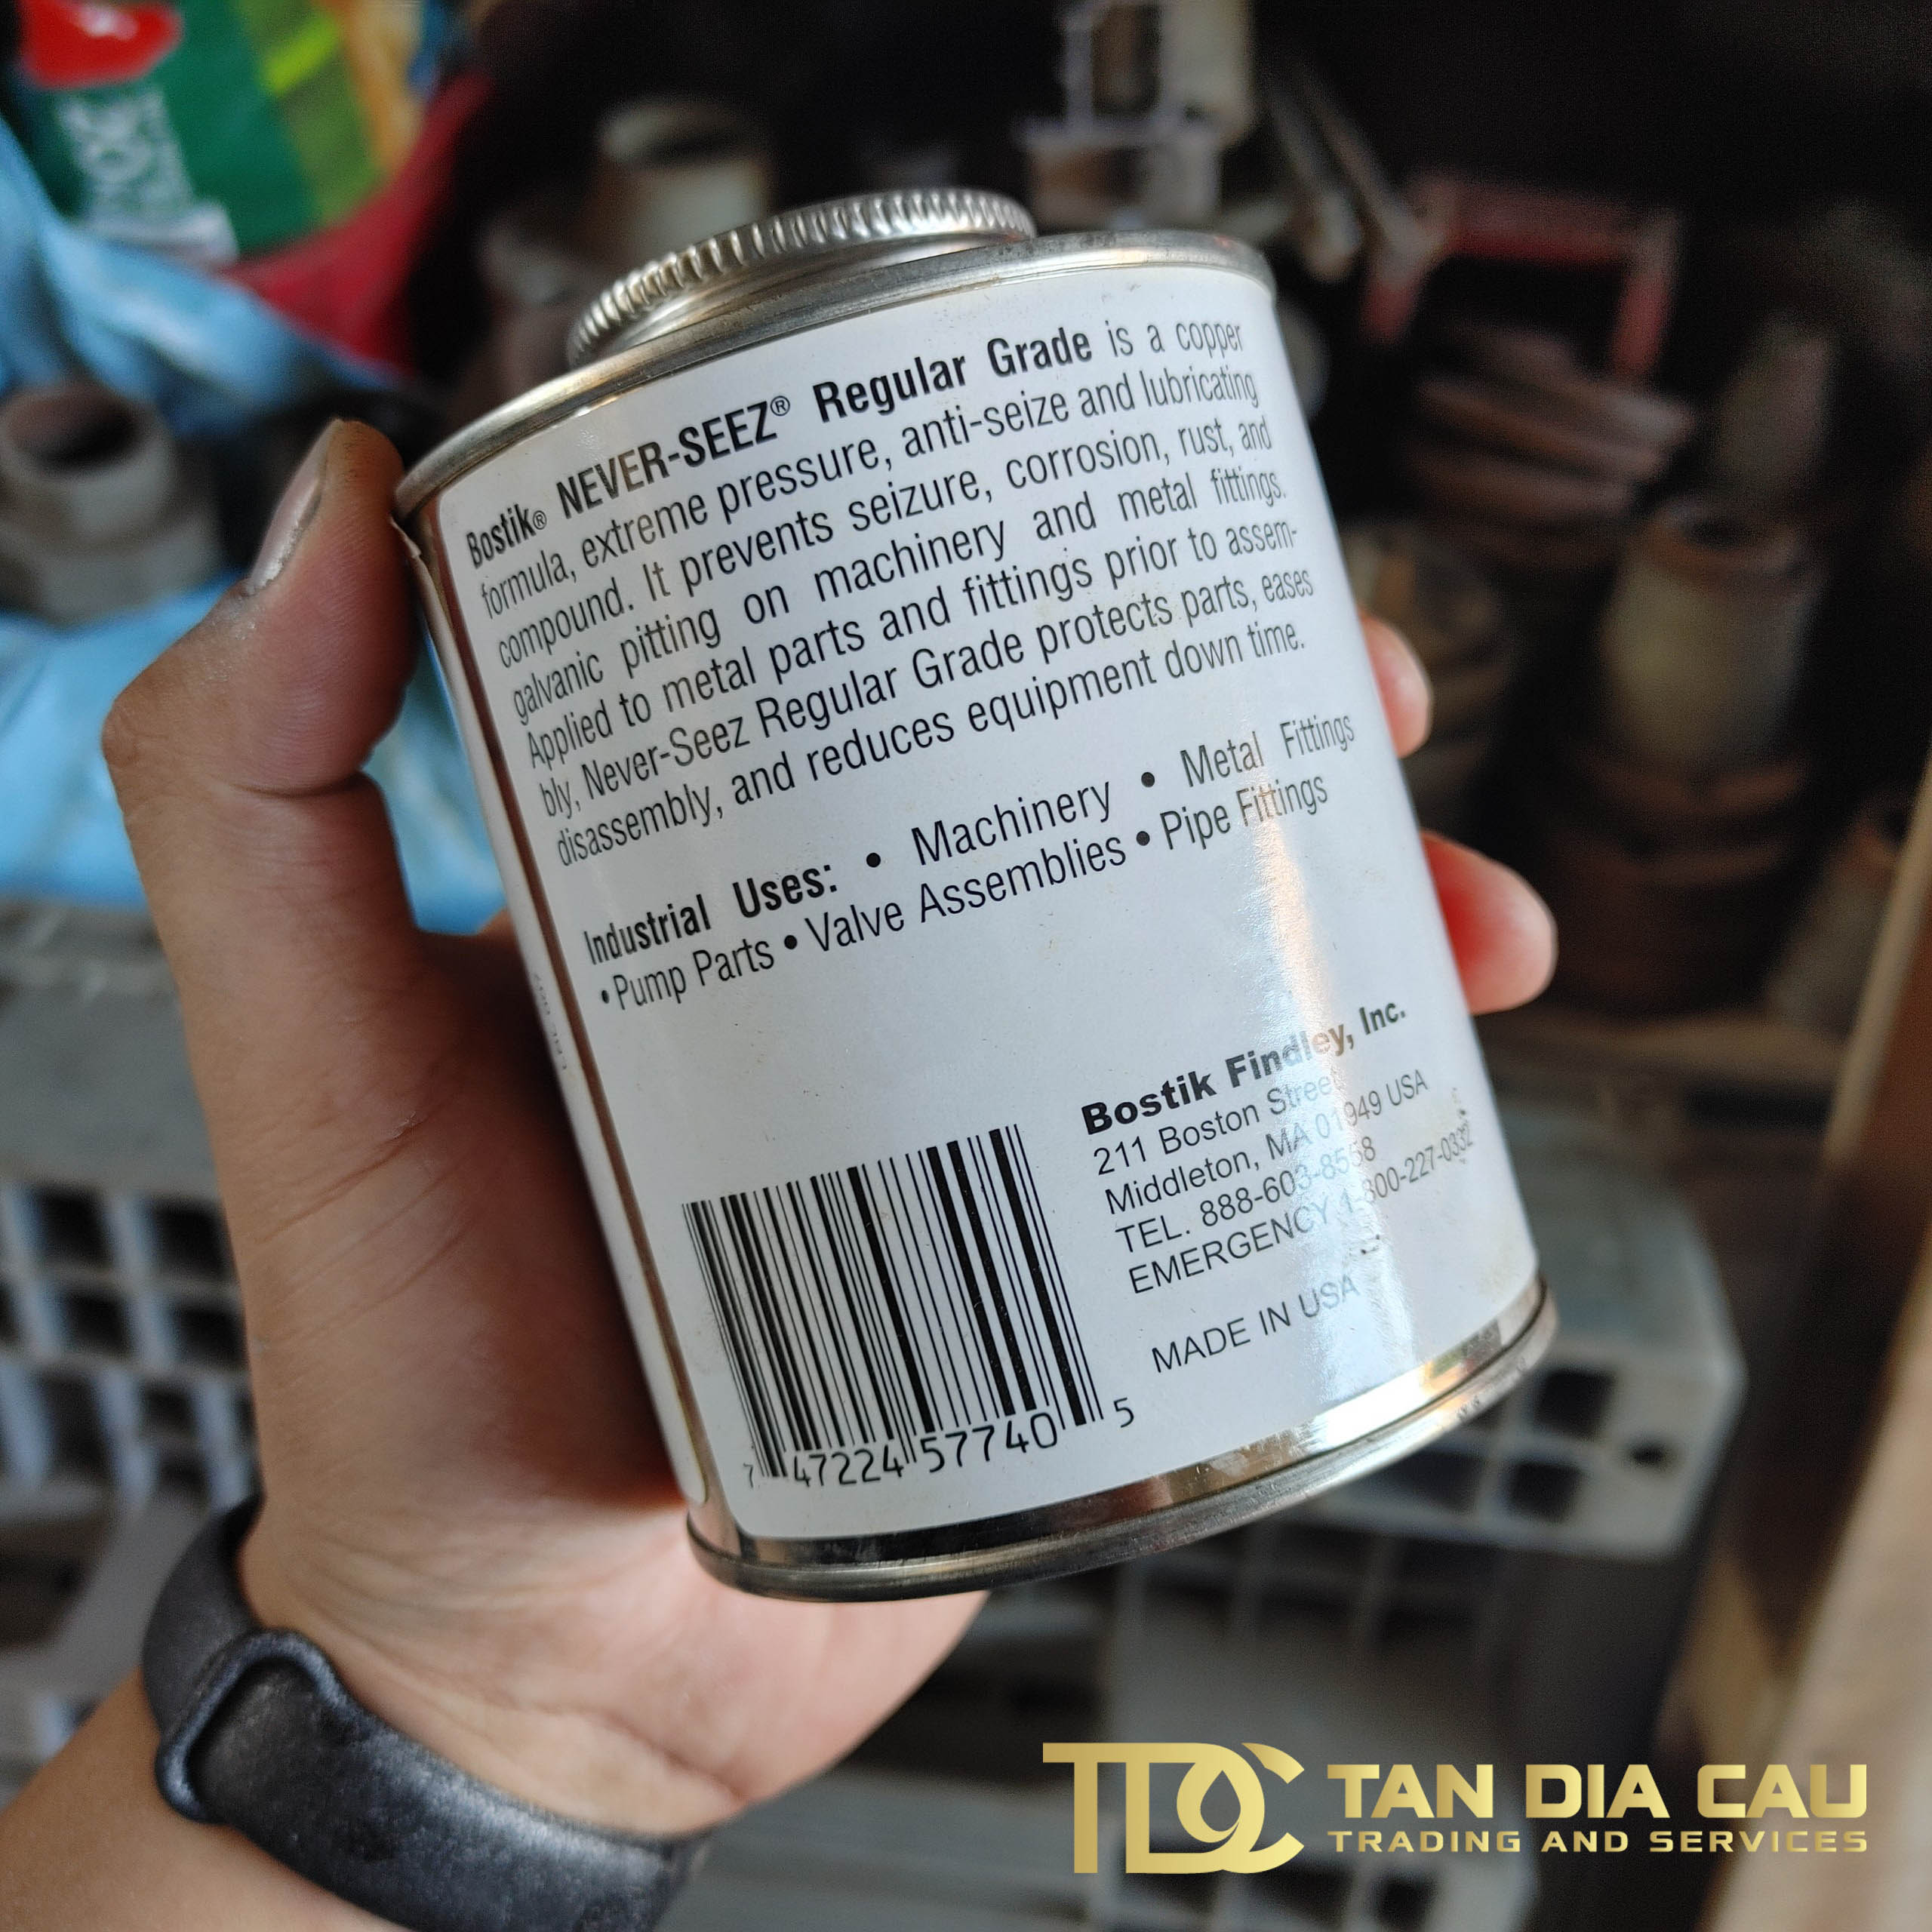 Bostik® NEVER-SEEZ® Regular Grade is a copper
formula, extreme pressure, anti-seize and lubricating
compound. It prevents seizure, corrosion, rust, and
galvanic pitting on machinery and metal fittings.
Applied to metal parts and fittings prior to assem-
bly, Never-Seez Regular Grade protects parts, eases
disassembly, and reduces equipment down time.
Industrial Uses: • Machinery • Metal Fittings
• Pump Parts • Valve Assemblies • Pipe Fittings
Bostik Findley, Inc.
211 Boston Street
Middleton, MA 01949 USA
TEL. 888-603-8558
EMERGENCY 1-800-227-0332
MADE IN USA
7 47224 57740 5
TDC TAN DIA CAU
TRADING AND SERVICES